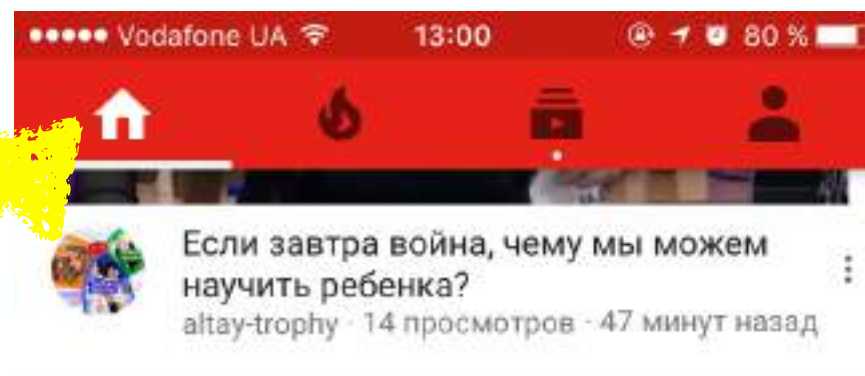 Vodafone UA 13:00 80 %
Если завтра война, чему мы можем
научить ребенка?
altay-trophy · 14 просмотров · 47 минут назад